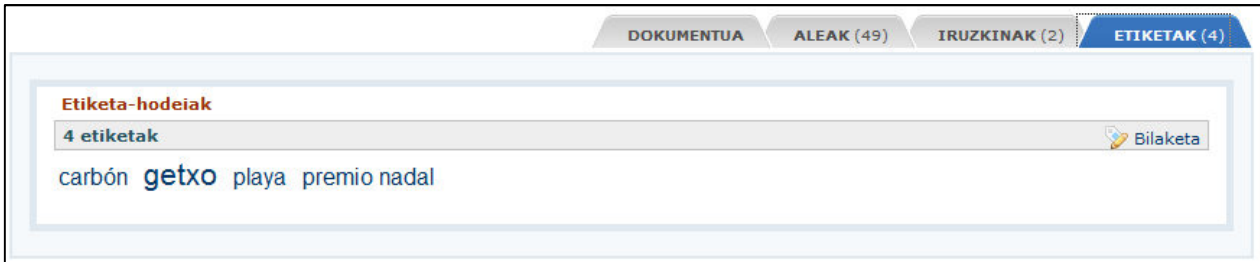 DOKUMENTUA ALEAK (49) IRUZKINAK (2) ETIKETAK (4)
Etiketa-hodeiak
4 etiketak Bilaketa
carbón getxo playa premio nadal